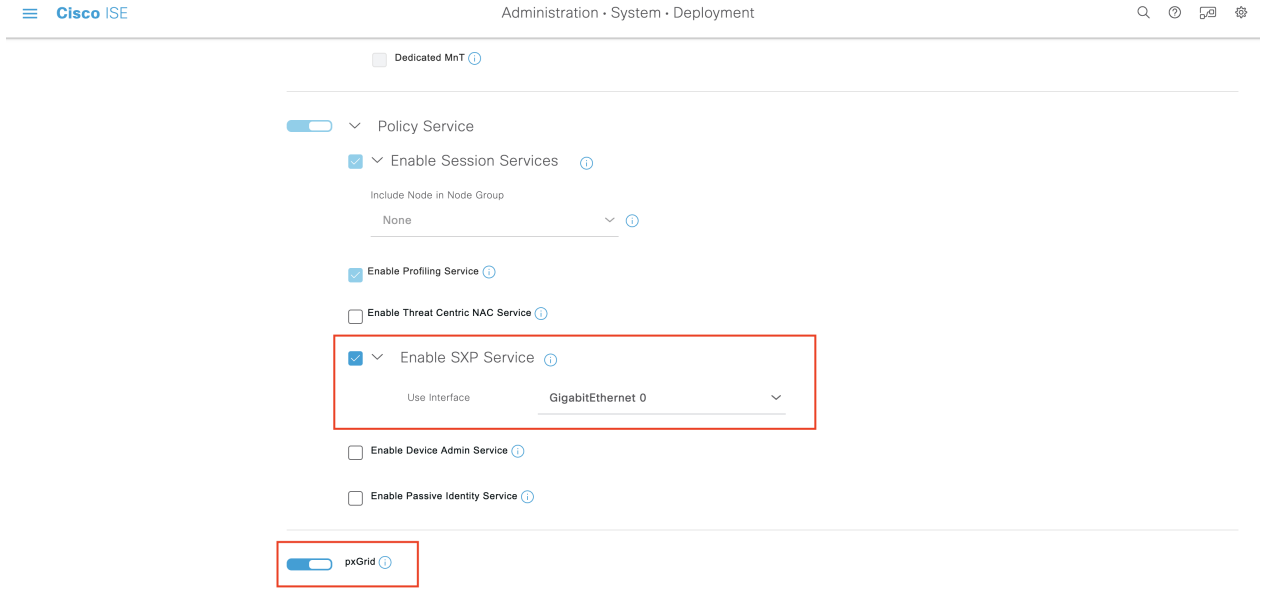 Cisco ISE
Administration · System · Deployment
Dedicated MnT
Policy Service
Enable Session Services
Include Node in Node Group
None
Enable Profiling Service
Enable Threat Centric NAC Service
Enable SXP Service
Use Interface
GigabitEthernet 0
Enable Device Admin Service
Enable Passive Identity Service
pxGrid